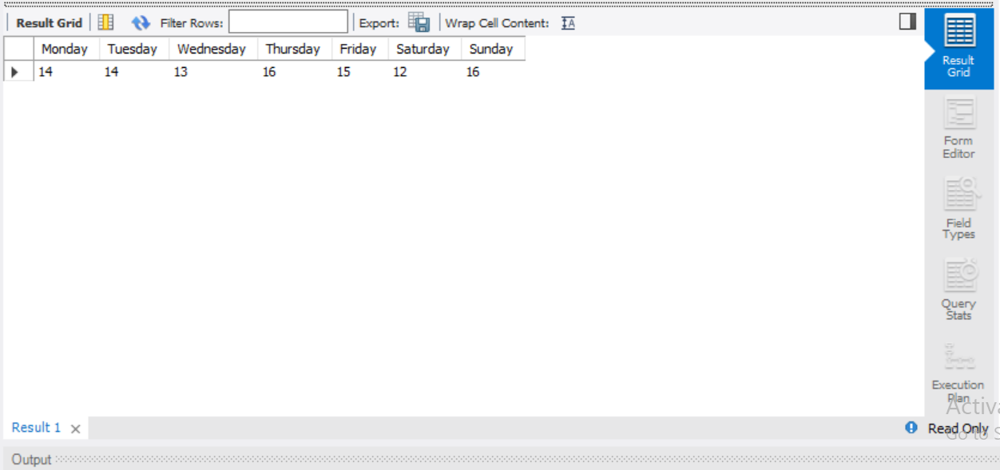 Result Grid Filter Rows: Export: Wrap Cell Content: IA
Monday Tuesday Wednesday Thursday Friday Saturday Sunday
14 14 13 16 15 12 16
Result
Grid
Form
Editor
Field
Types
Query
Stats
Execution
Plan
Activa
Result 1
Read Only
Go to S
Output